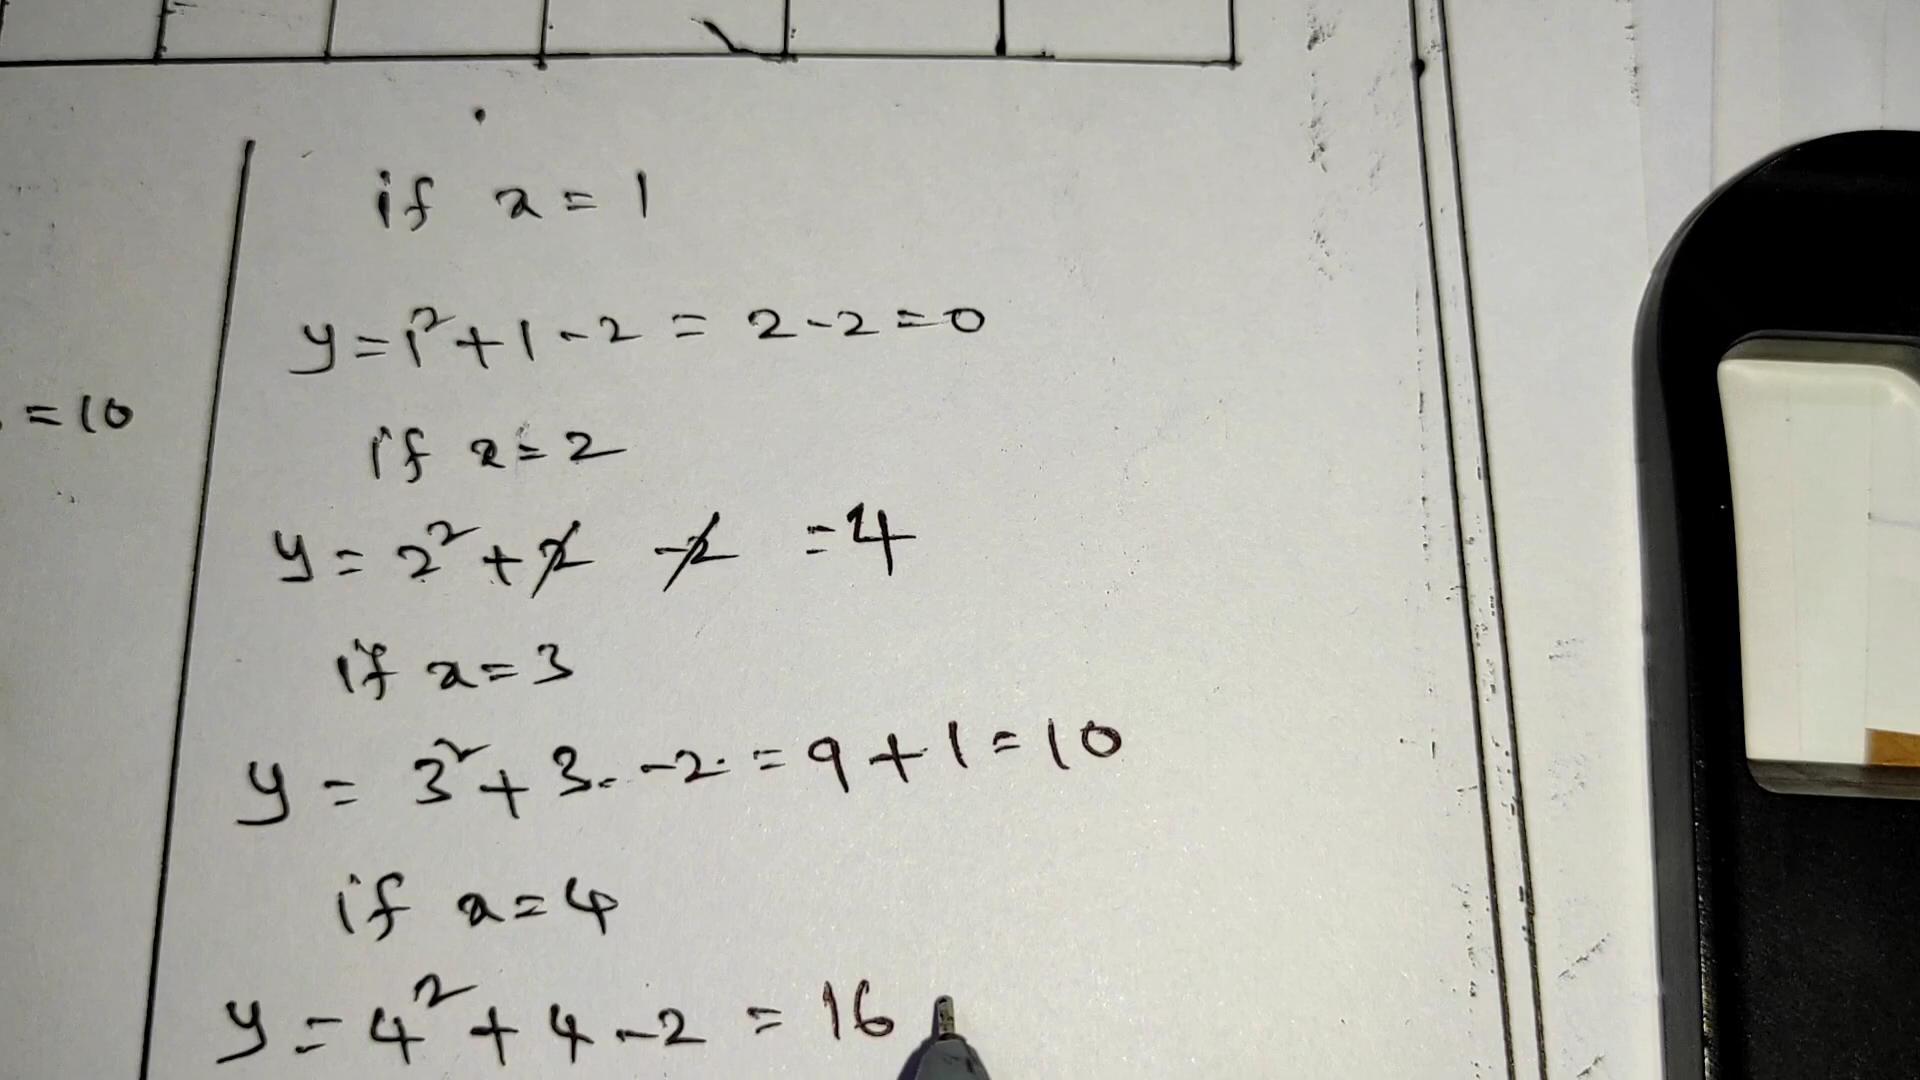 = 10
if x = 1
y = 1² + 1 - 2 = 2 - 2 = 0
if x = 2
y = 2² + 2 - 2 = 4
if x = 3
y = 3² + 3 - 2 = 9 + 1 = 10
if x = 4
y = 4² + 4 - 2 = 16